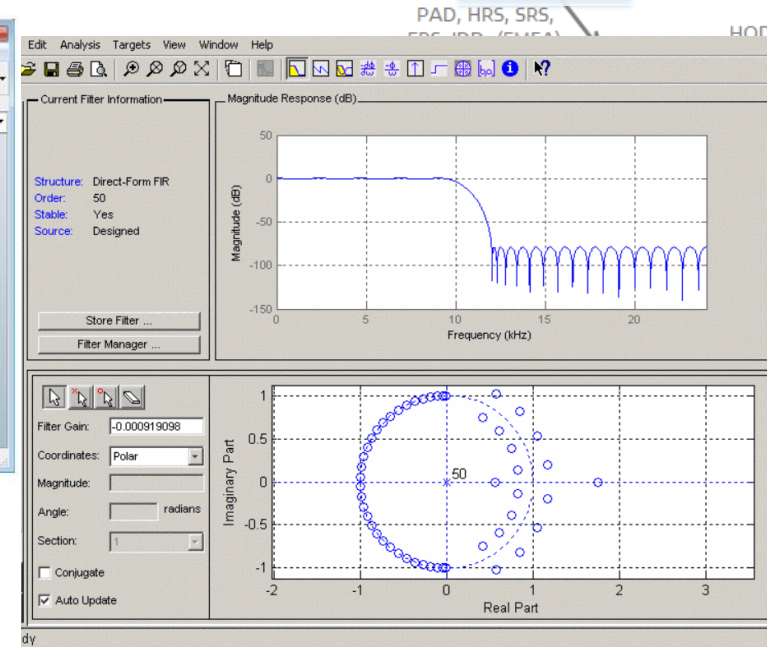 PAD, HRS, SRS,
HOD
Edit Analysis Targets View Window Help
Current Filter Information
Structure: Direct-Form FIR
Order: 50
Stable: Yes
Source: Designed
Store Filter ...
Filter Manager ...
Magnitude Response (dB)
50
0
-50
-100
-150
Magnitude (dB)
0 5 10 15 20
Frequency (kHz)
Filter Gain: -0.000919098
Coordinates: Polar
Magnitude:
Angle: radians
Section: 1
Conjugate
Auto Update
1
0.5
0
-0.5
-1
Imaginary Part
50
-2 -1 0 1 2 3
Real Part
dy